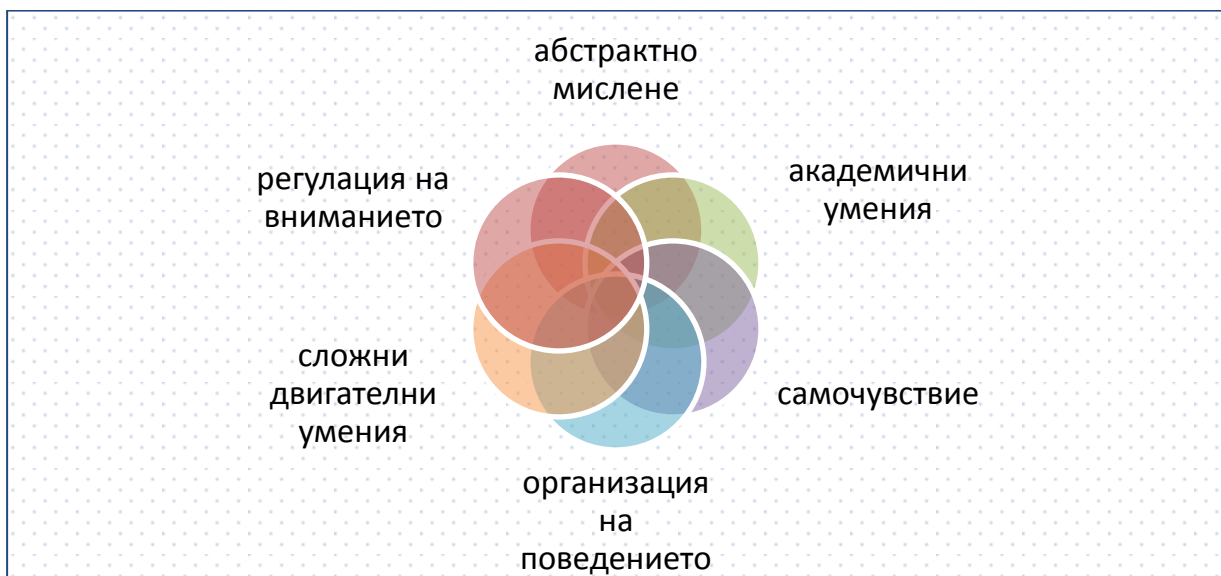 абстрактно
мислене
академични
умения
самочувствие
организация
на
поведението
сложни
двигателни
умения
регулация на
вниманието